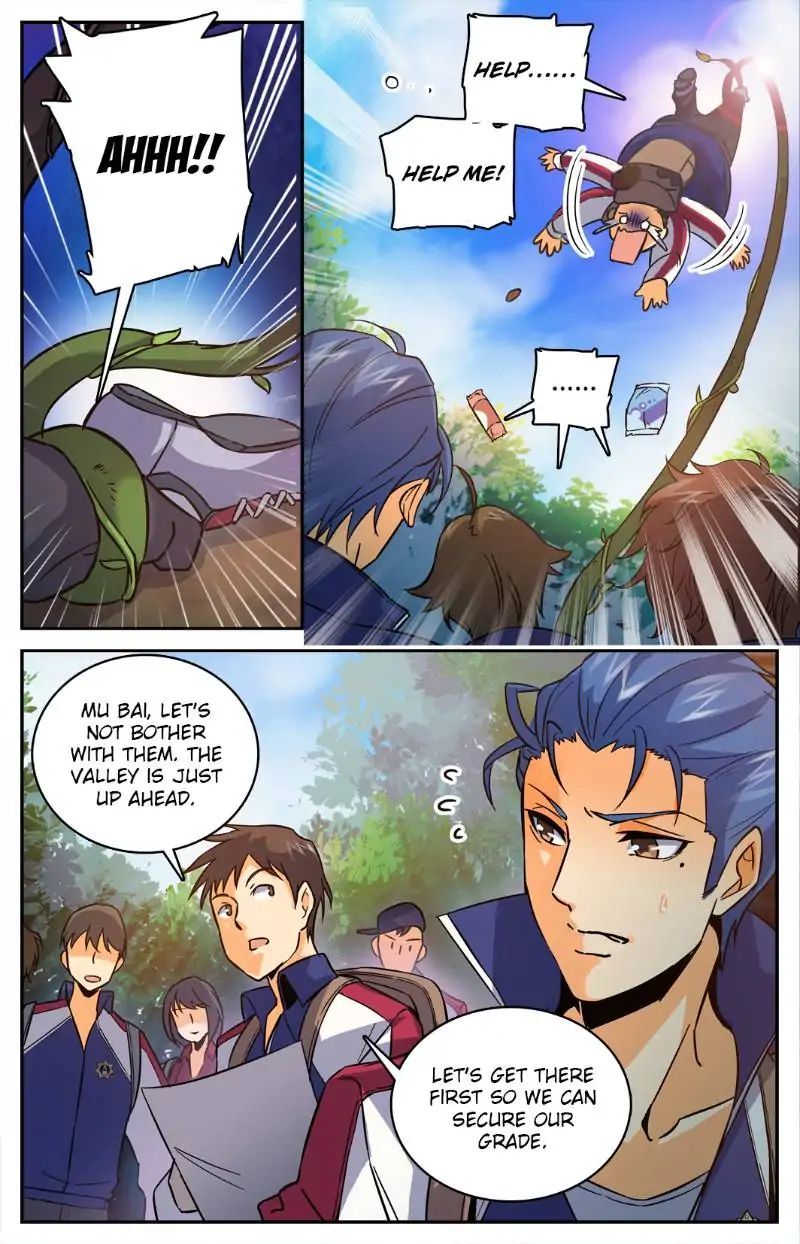 AHHH!!
HELP......
HELP ME!
......
MU BAI, LET'S
NOT BOTHER
WITH THEM. THE
VALLEY IS JUST
UP AHEAD.
LET'S GET THERE
FIRST SO WE CAN
SECURE OUR
GRADE.